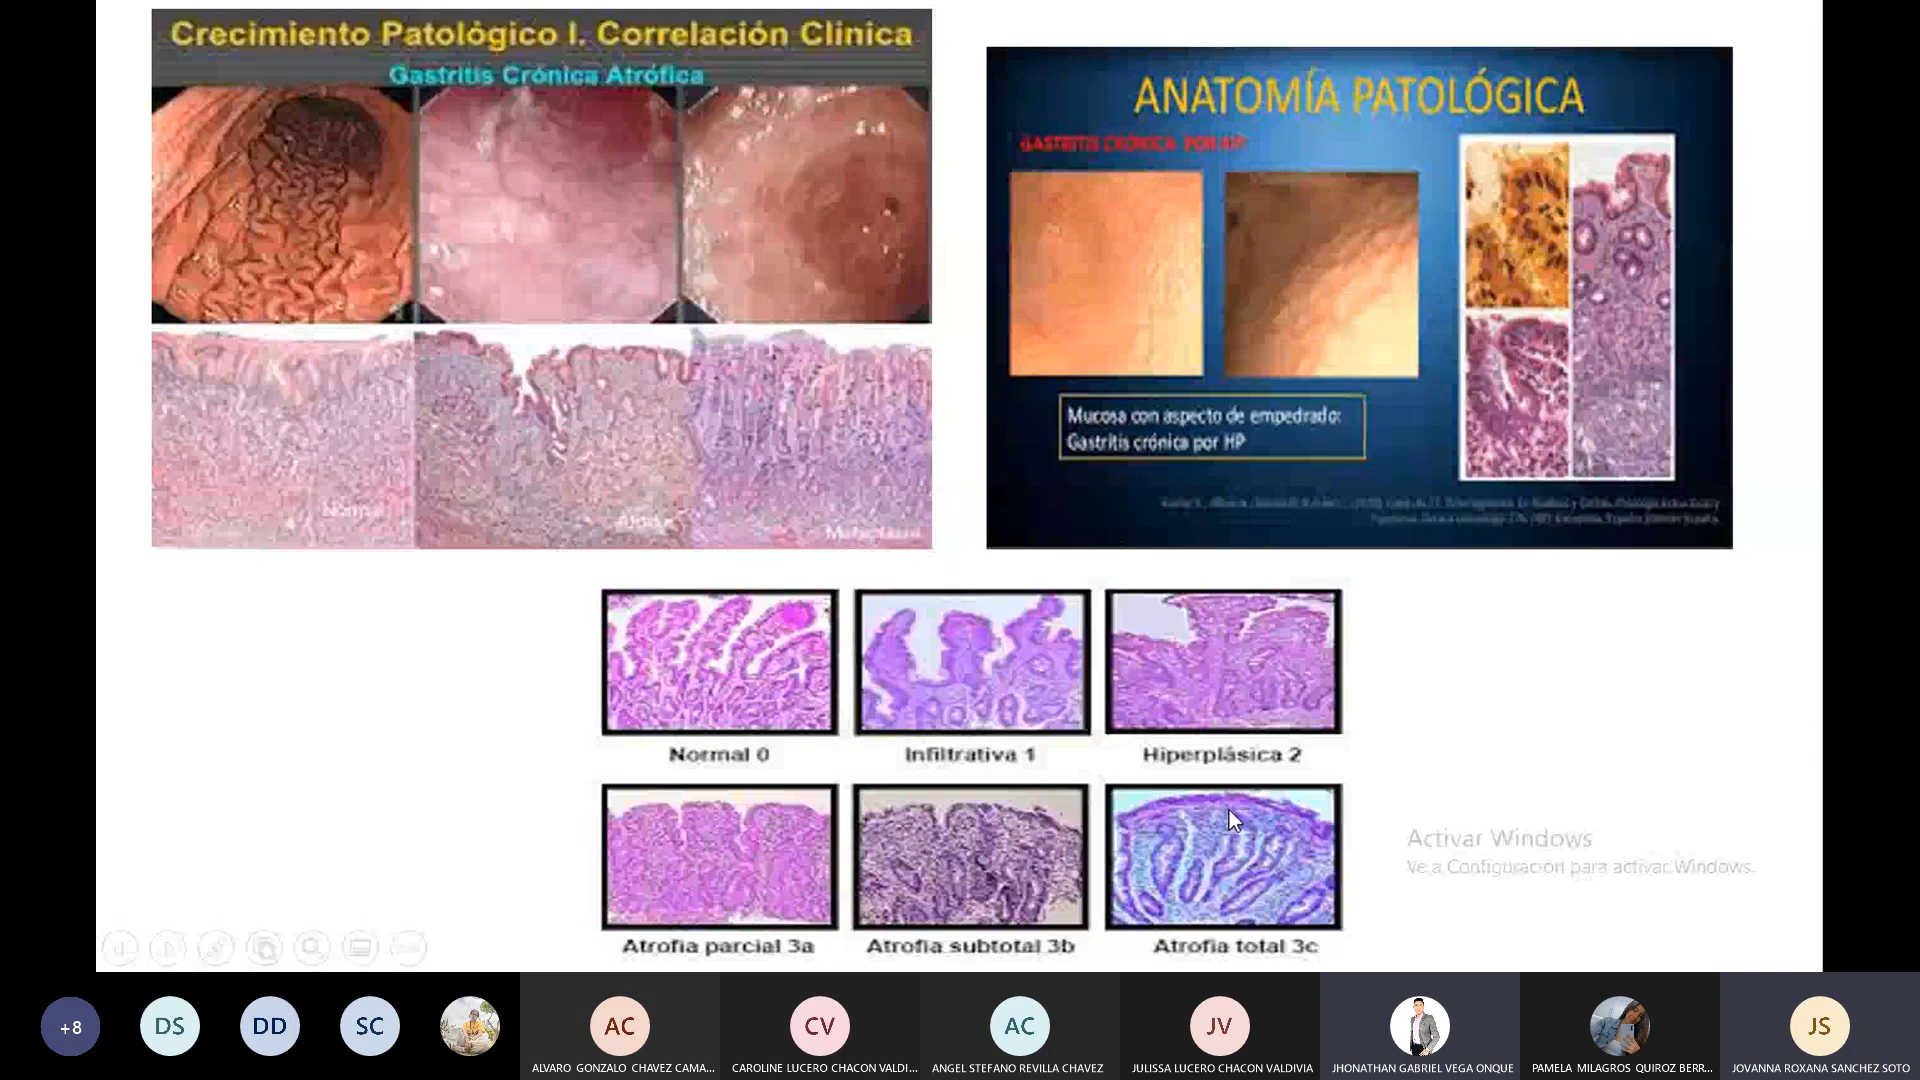 Crecimiento Patológico I. Correlación Clinica
Gastritis Crónica Atrófica
Normal
ANATOMÍA PATOLÓGICA
GASTRITIS CRÓNICA POR HP:
Mucosa con aspecto de empedrado:
Gastritis crónica por HP
Normal 0
Infiltrativa 1
Hiperplásica 2
Atrofia parcial 3a
Atrofia subtotal 3b
Atrofia total 3c
Activar Windows
Ve a Configuración para activar Windows.
+8
DS
DD
SC
AC
CV
AC
JV
JS
ALVARO GONZALO CHAVEZ CAMA...
CAROLINE LUCERO CHACON VALDI...
ANGEL STEFANO REVILLA CHAVEZ
JULISSA LUCERO CHACON VALDIVIA
JHONATHAN GABRIEL VEGA ONQUE
PAMELA MILAGROS QUIROZ BERR...
JOVANNA ROXANA SANCHEZ SOTO